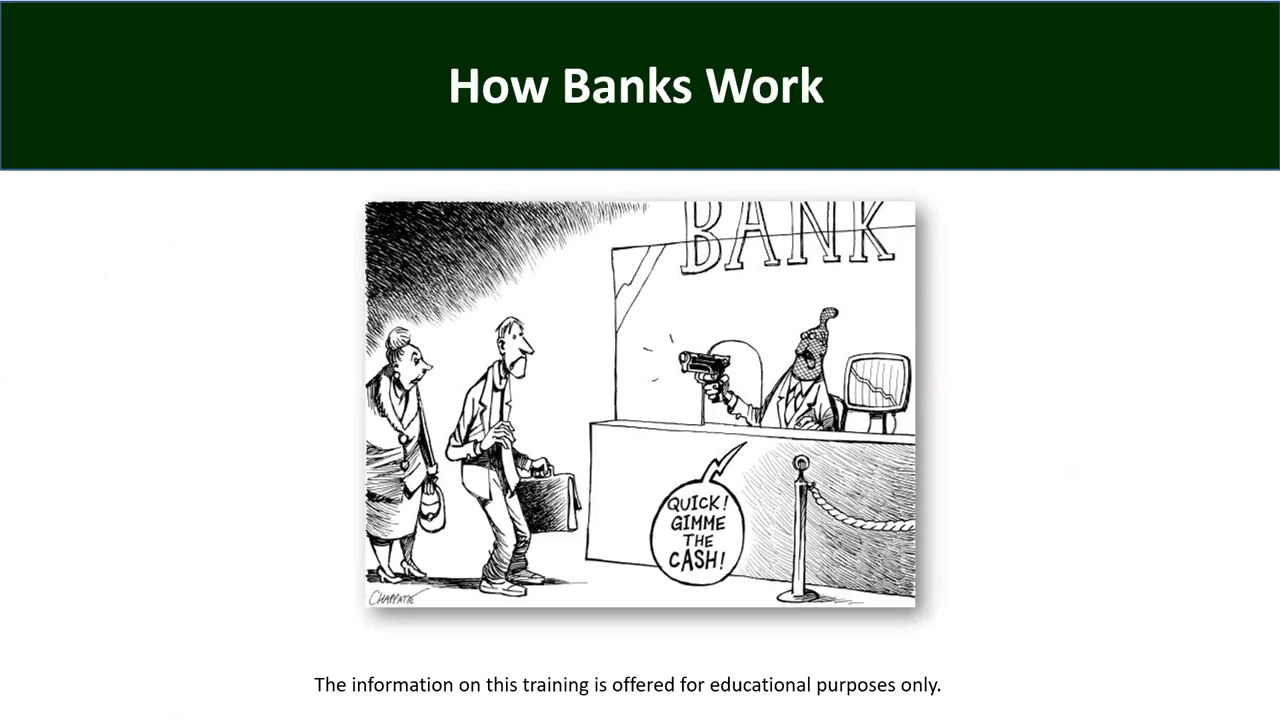 How Banks Work
BANK
QUICK!
GIMME
THE
CASH!
CHAPPATTE
The information on this training is offered for educational purposes only.